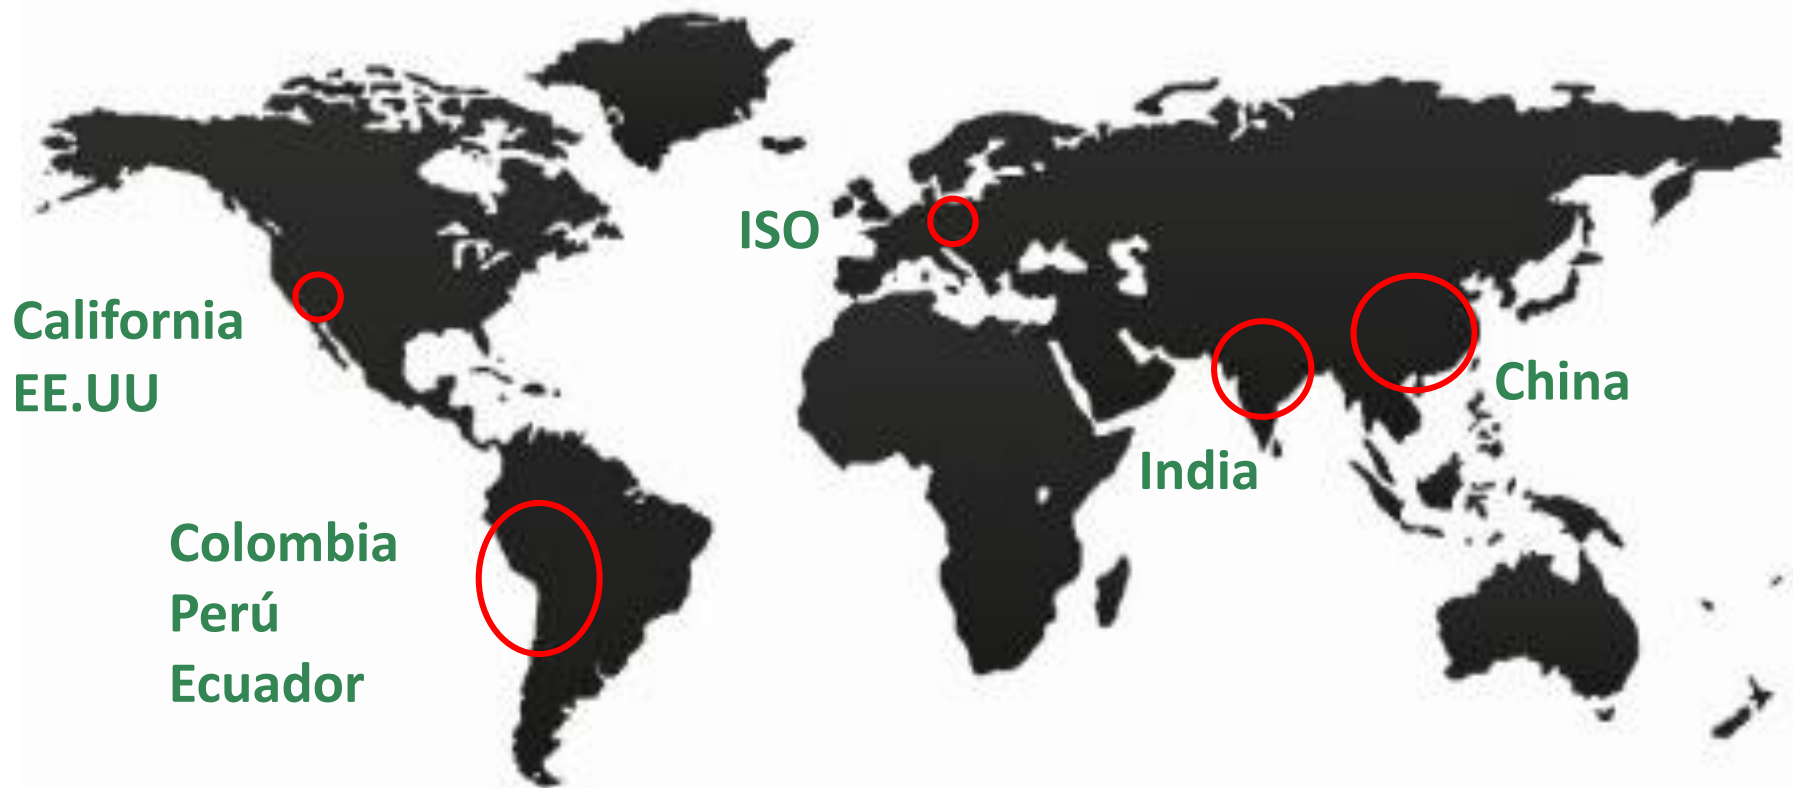 ISO
California
EE.UU
China
India
Colombia
Perú
Ecuador